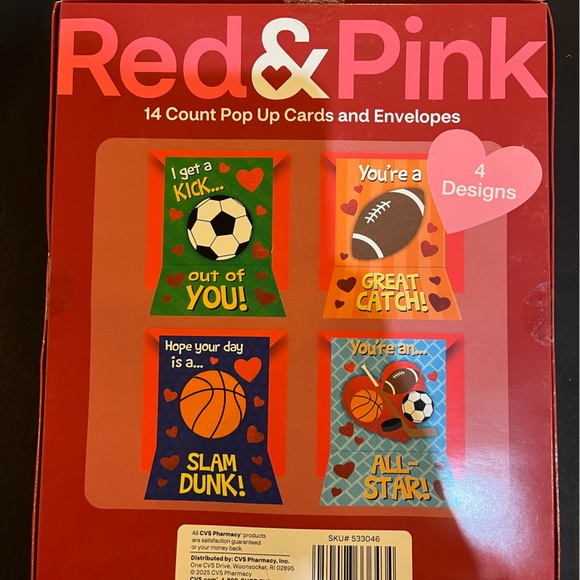 Red&Pink
14 Count Pop Up Cards and Envelopes
4
Designs
I get a
KICK...
out of
YOU!
You're a
GREAT
CATCH!
Hope your day
is a...
SLAM
DUNK!
You're an...
ALL-
STAR!
All CVS Pharmacy® products
are satisfaction guaranteed
or your money back.
Distributed by: CVS Pharmacy, Inc.
One CVS Drive, Woonsocket, RI 02895
© 2025 CVS Pharmacy
SKU# 533046